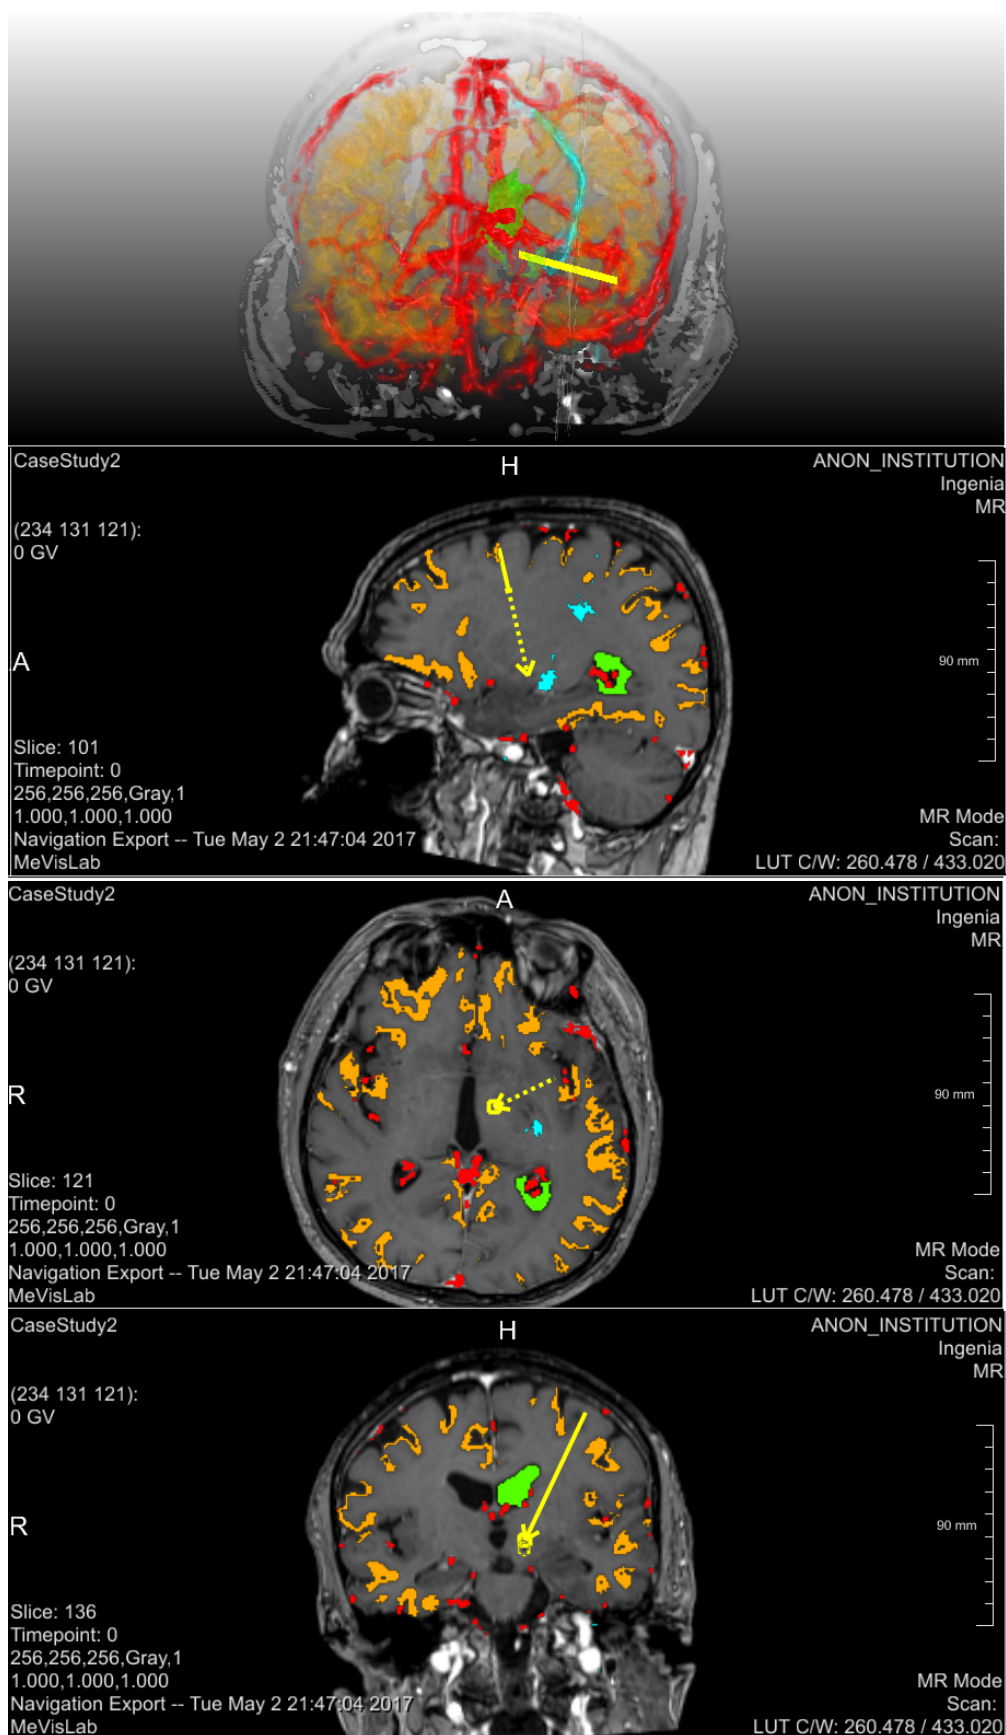 CaseStudy2
H
ANON_INSTITUTION
Ingenia
MR
(234 131 121):
0 GV
A
90 mm
Slice: 101
Timepoint: 0
256,256,256,Gray,1
1.000,1.000,1.000
Navigation Export -- Tue May 2 21:47:04 2017
MeVisLab
MR Mode
Scan:
LUT C/W: 260.478 / 433.020
CaseStudy2
A
ANON_INSTITUTION
Ingenia
MR
(234 131 121):
0 GV
R
90 mm
Slice: 121
Timepoint: 0
256,256,256,Gray,1
1.000,1.000,1.000
Navigation Export -- Tue May 2 21:47:04 2017
MeVisLab
MR Mode
Scan:
LUT C/W: 260.478 / 433.020
CaseStudy2
H
ANON_INSTITUTION
Ingenia
MR
(234 131 121):
0 GV
R
90 mm
Slice: 136
Timepoint: 0
256,256,256,Gray,1
1.000,1.000,1.000
Navigation Export -- Tue May 2 21:47:04 2017
MeVisLab
MR Mode
Scan:
LUT C/W: 260.478 / 433.020